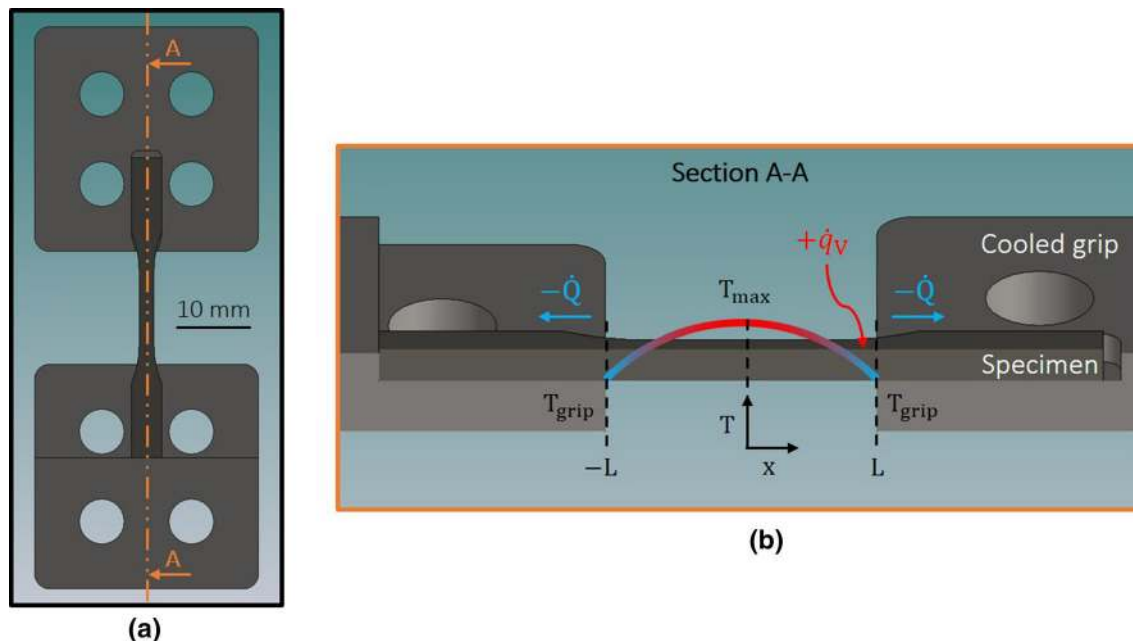 A
10 mm
A
(a)
Section A-A
+q̇V
Cooled grip
−Q̇
Tmax
−Q̇
Specimen
Tgrip
Tgrip
T
x
−L
L
(b)